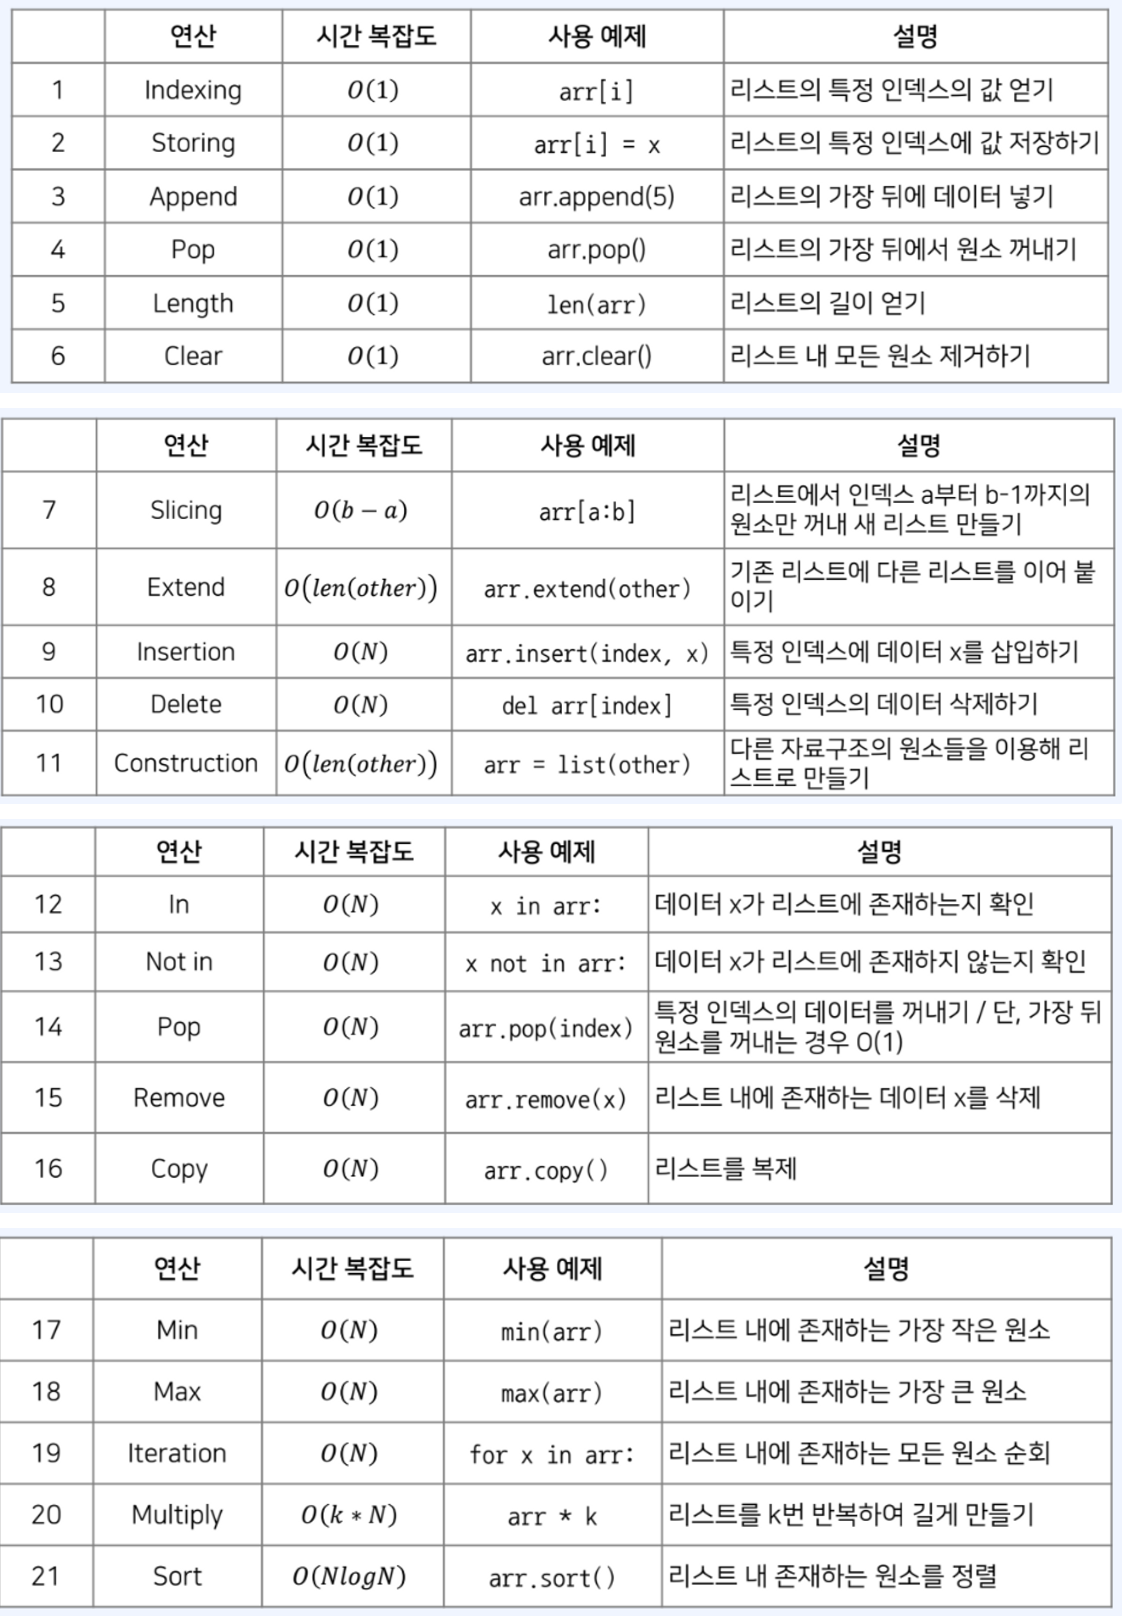 연산 시간 복잡도 사용 예제 설명
1 Indexing O(1) arr[i] 리스트의 특정 인덱스의 값 얻기
2 Storing O(1) arr[i] = x 리스트의 특정 인덱스에 값 저장하기
3 Append O(1) arr.append(5) 리스트의 가장 뒤에 데이터 넣기
4 Pop O(1) arr.pop() 리스트의 가장 뒤에서 원소 꺼내기
5 Length O(1) len(arr) 리스트의 길이 얻기
6 Clear O(1) arr.clear() 리스트 내 모든 원소 제거하기
연산 시간 복잡도 사용 예제 설명
7 Slicing O(b − a) arr[a:b] 리스트에서 인덱스 a부터 b-1까지의
원소만 꺼내 새 리스트 만들기
8 Extend O(len(other)) arr.extend(other) 기존 리스트에 다른 리스트를 이어 붙
이기
9 Insertion O(N) arr.insert(index, x) 특정 인덱스에 데이터 x를 삽입하기
10 Delete O(N) del arr[index] 특정 인덱스의 데이터 삭제하기
11 Construction O(len(other)) arr = list(other) 다른 자료구조의 원소들을 이용해 리
스트로 만들기
연산 시간 복잡도 사용 예제 설명
12 In O(N) x in arr: 데이터 x가 리스트에 존재하는지 확인
13 Not in O(N) x not in arr: 데이터 x가 리스트에 존재하지 않는지 확인
14 Pop O(N) arr.pop(index) 특정 인덱스의 데이터를 꺼내기 / 단, 가장 뒤
원소를 꺼내는 경우 O(1)
15 Remove O(N) arr.remove(x) 리스트 내에 존재하는 데이터 x를 삭제
16 Copy O(N) arr.copy() 리스트를 복제
연산 시간 복잡도 사용 예제 설명
17 Min O(N) min(arr) 리스트 내에 존재하는 가장 작은 원소
18 Max O(N) max(arr) 리스트 내에 존재하는 가장 큰 원소
19 Iteration O(N) for x in arr: 리스트 내에 존재하는 모든 원소 순회
20 Multiply O(k ∗ N) arr * k 리스트를 k번 반복하여 길게 만들기
21 Sort O(NlogN) arr.sort() 리스트 내 존재하는 원소를 정렬